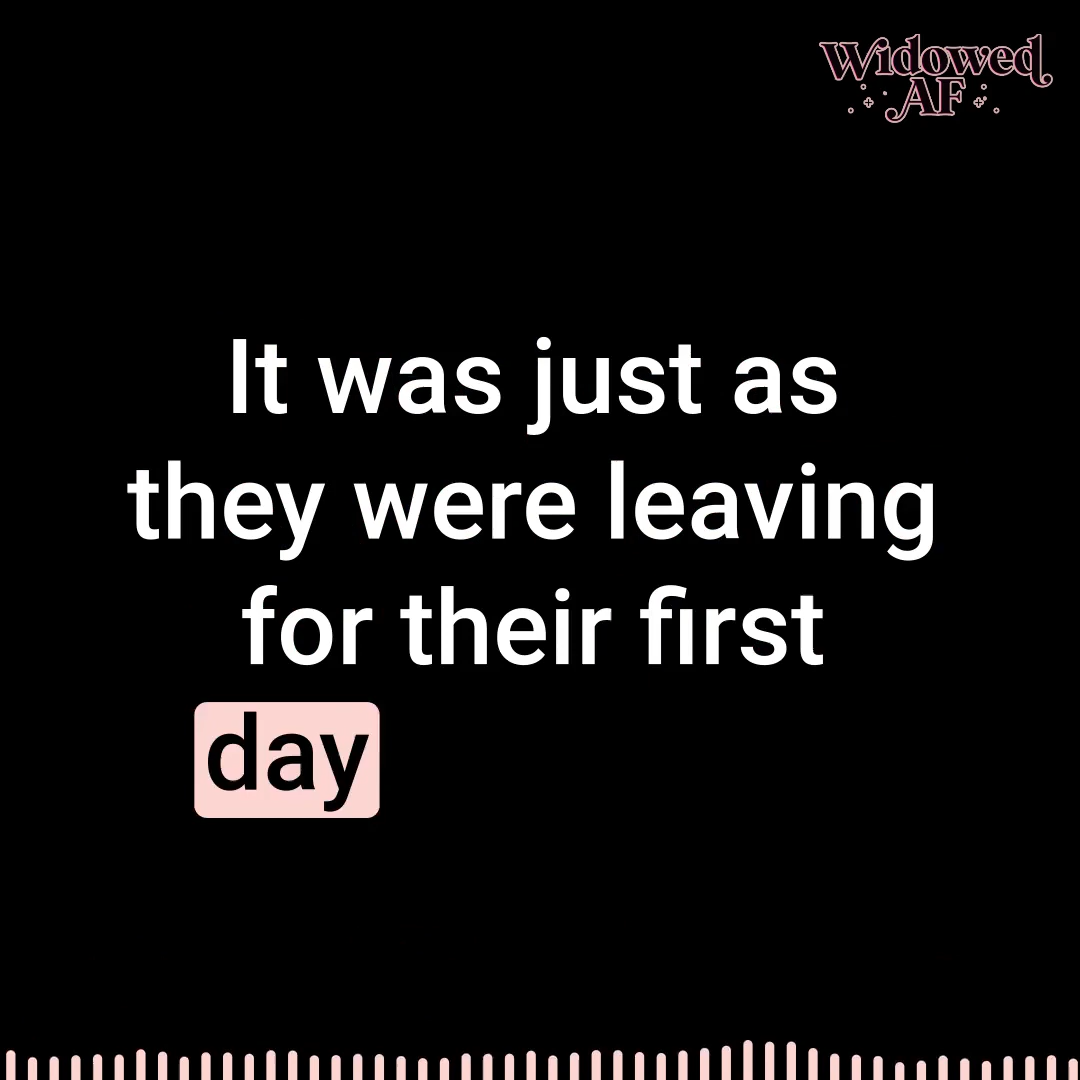 Widowed
AF
It was just as
they were leaving
for their first
day